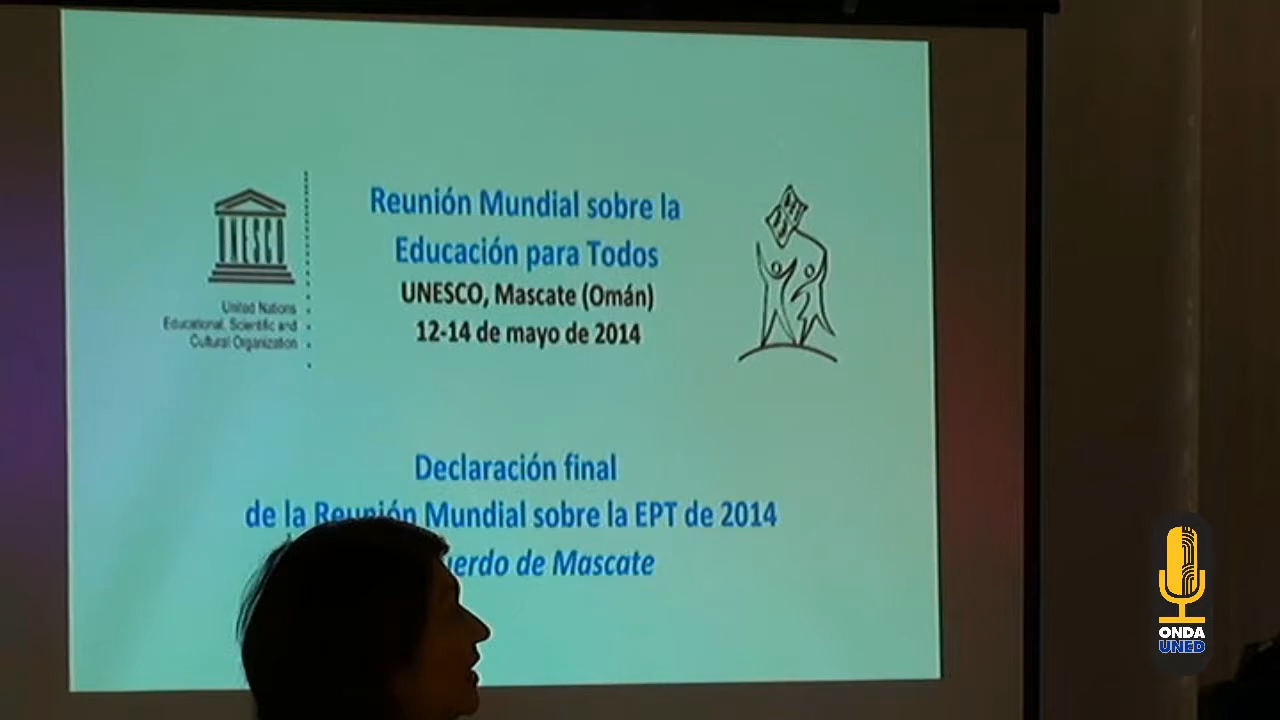 UNESCO
United Nations
Educational, Scientific and
Cultural Organization
Reunión Mundial sobre la
Educación para Todos
UNESCO, Mascate (Omán)
12-14 de mayo de 2014
Declaración final
de la Reunión Mundial sobre la EPT de 2014
de Mascate
ONDA
UNED